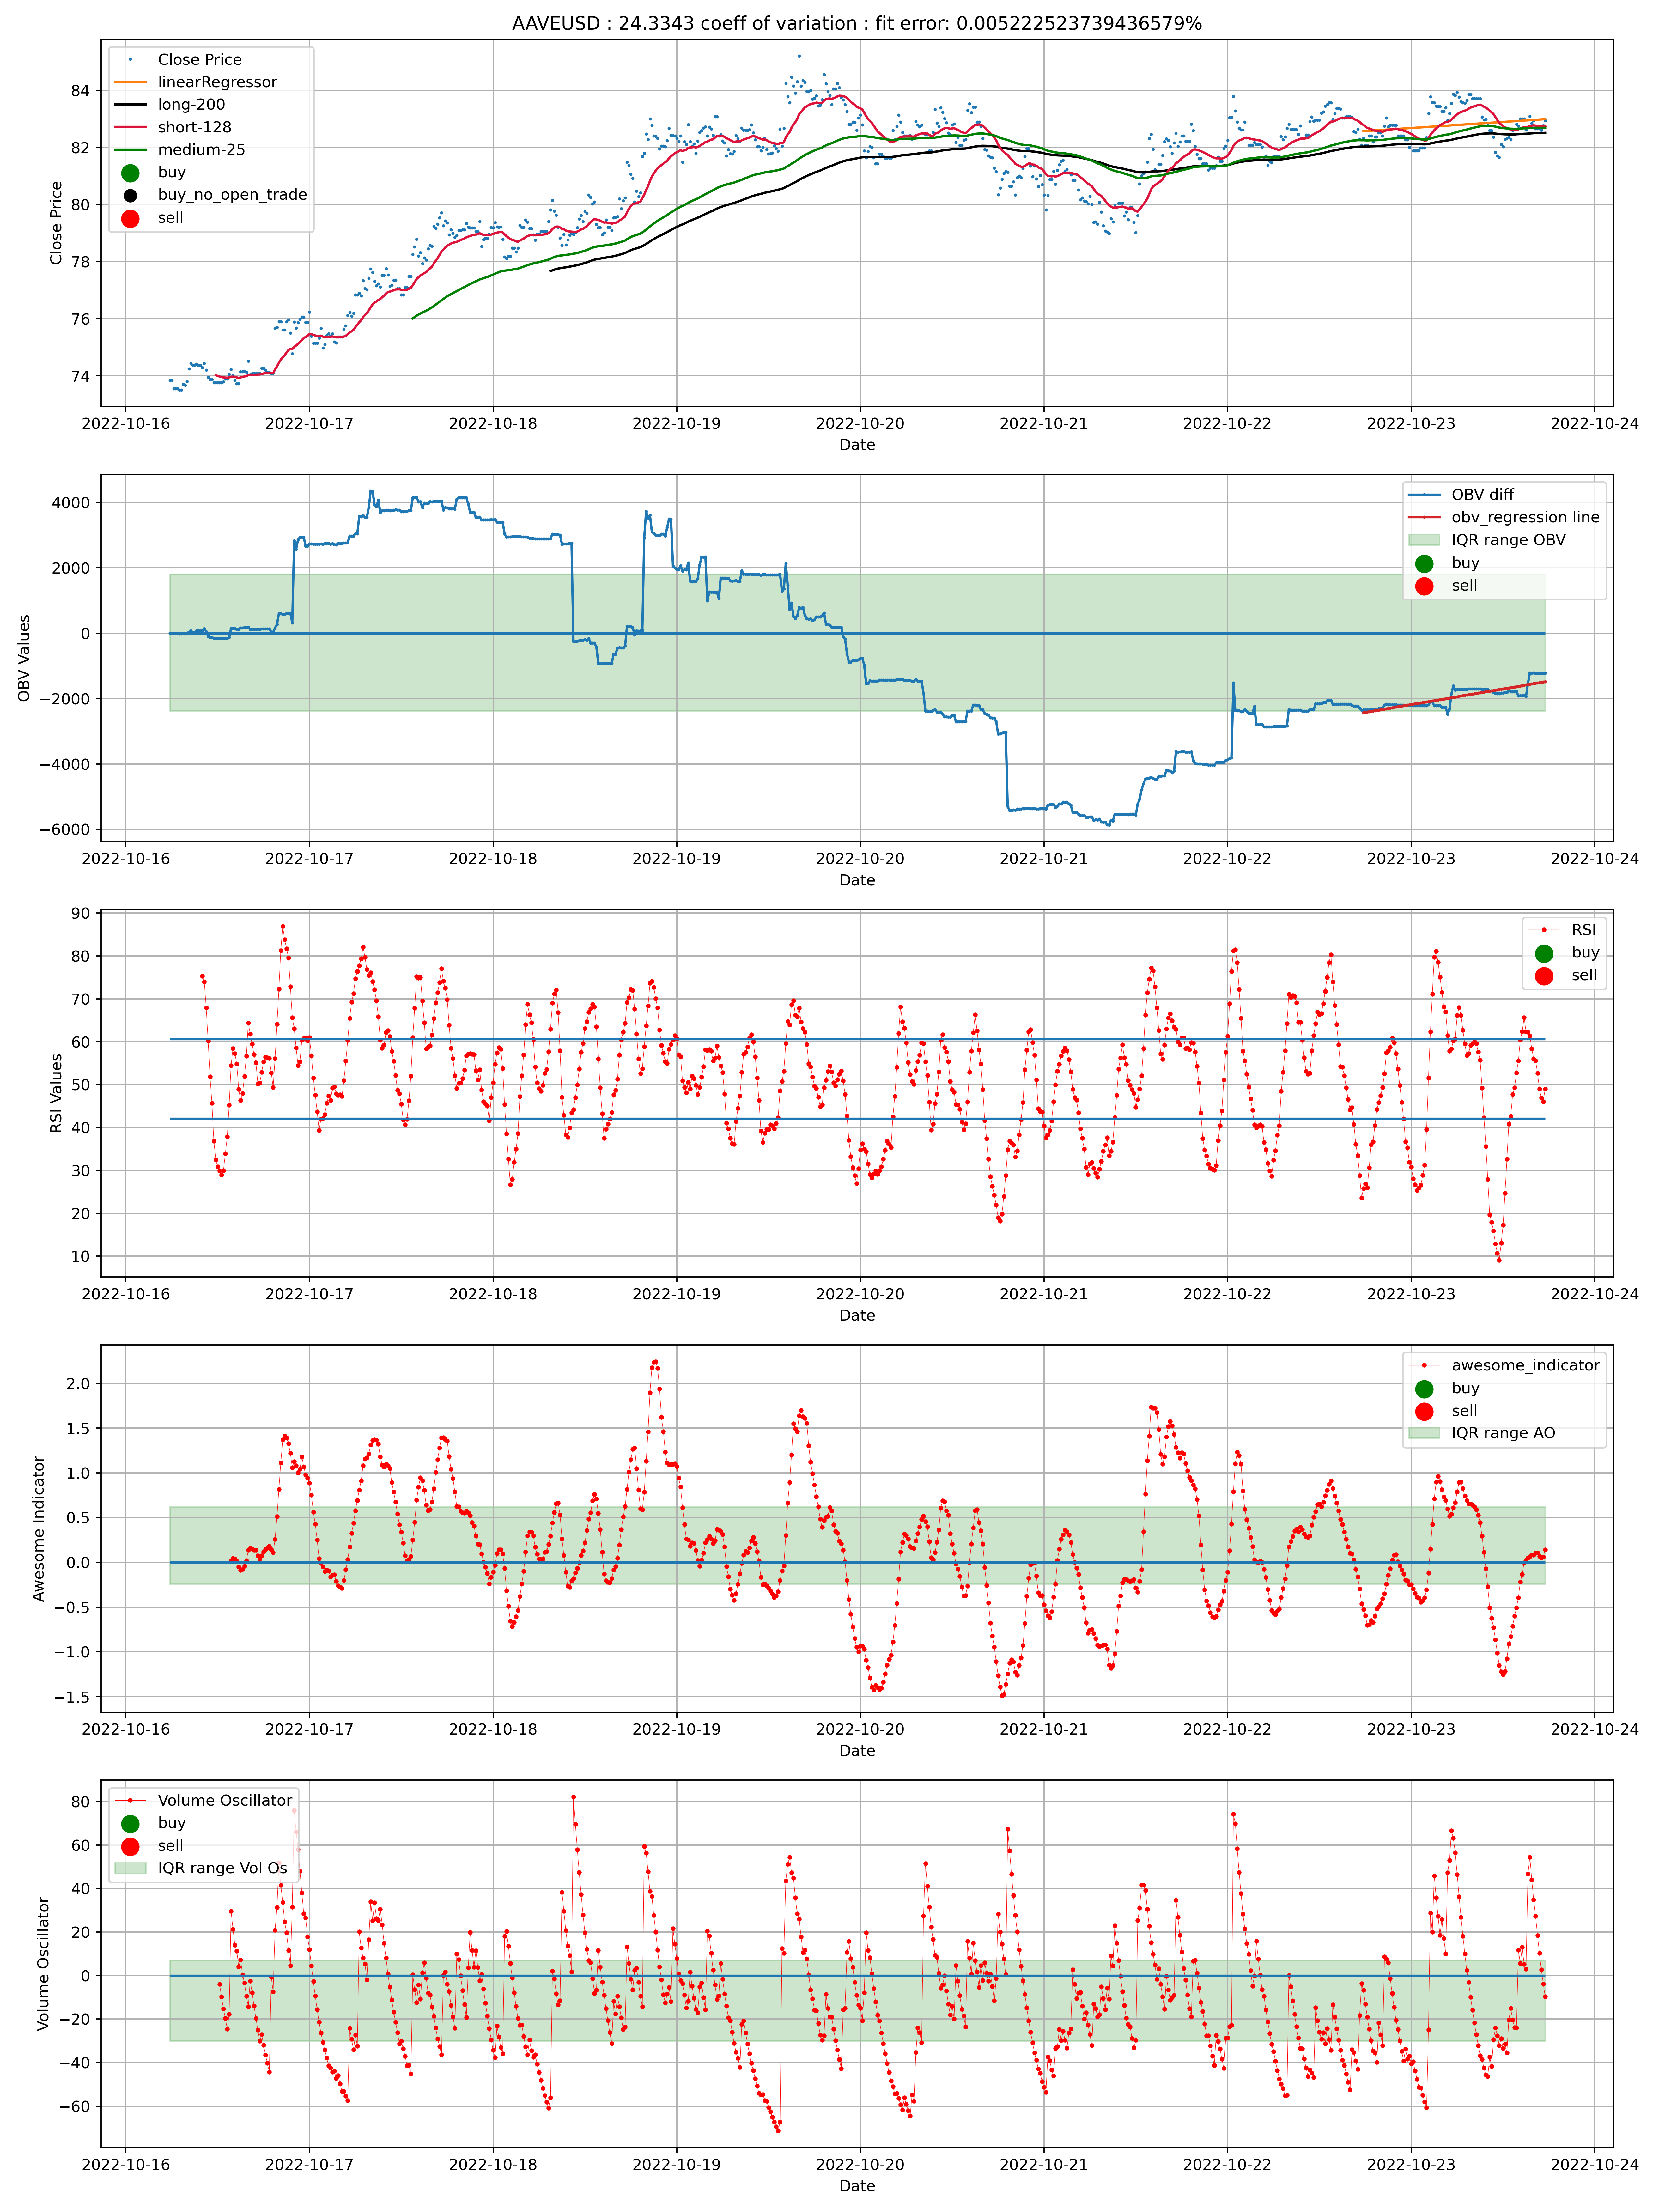 AAVEUSD : 24.3343 coeff of variation : fit error: 0.005222523739436579%
Close Price
linearRegressor
long-200
short-128
medium-25
buy
buy_no_open_trade
sell
Close Price
84
82
80
78
76
74
2022-10-16 2022-10-17 2022-10-18 2022-10-19 2022-10-20 2022-10-21 2022-10-22 2022-10-23 2022-10-24
Date
OBV diff
obv_regression line
IQR range OBV
buy
sell
OBV Values
4000
2000
0
−2000
−4000
−6000
2022-10-16 2022-10-17 2022-10-18 2022-10-19 2022-10-20 2022-10-21 2022-10-22 2022-10-23 2022-10-24
Date
RSI
buy
sell
RSI Values
90
80
70
60
50
40
30
20
10
2022-10-16 2022-10-17 2022-10-18 2022-10-19 2022-10-20 2022-10-21 2022-10-22 2022-10-23 2022-10-24
Date
awesome_indicator
buy
sell
IQR range AO
Awesome Indicator
2.0
1.5
1.0
0.5
0.0
−0.5
−1.0
−1.5
2022-10-16 2022-10-17 2022-10-18 2022-10-19 2022-10-20 2022-10-21 2022-10-22 2022-10-23 2022-10-24
Date
Volume Oscillator
buy
sell
IQR range Vol Os
Volume Oscillator
80
60
40
20
0
−20
−40
−60
2022-10-16 2022-10-17 2022-10-18 2022-10-19 2022-10-20 2022-10-21 2022-10-22 2022-10-23 2022-10-24
Date